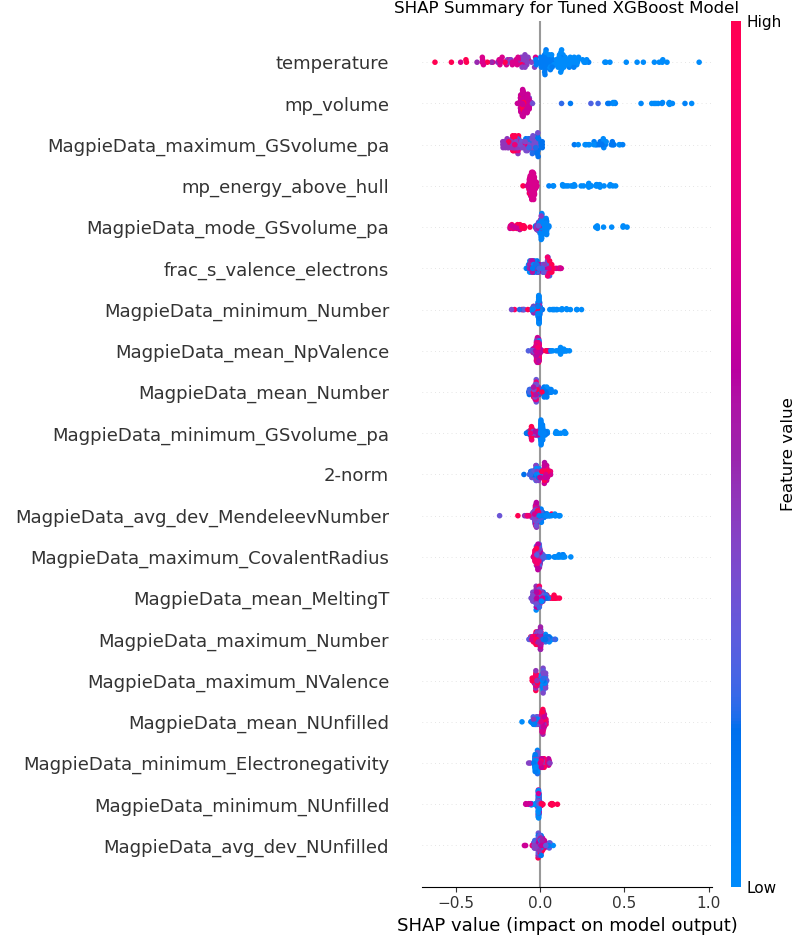 SHAP Summary for Tuned XGBoost Model
High
temperature
mp_volume
MagpieData_maximum_GSvolume_pa
mp_energy_above_hull
MagpieData_mode_GSvolume_pa
frac_s_valence_electrons
MagpieData_minimum_Number
MagpieData_mean_NpValence
MagpieData_mean_Number
MagpieData_minimum_GSvolume_pa
2-norm
MagpieData_avg_dev_MendeleevNumber
MagpieData_maximum_CovalentRadius
MagpieData_mean_MeltingT
MagpieData_maximum_Number
MagpieData_maximum_NValence
MagpieData_mean_NUnfilled
MagpieData_minimum_Electronegativity
MagpieData_minimum_NUnfilled
MagpieData_avg_dev_NUnfilled
Feature value
Low
−0.5 0.0 0.5 1.0
SHAP value (impact on model output)